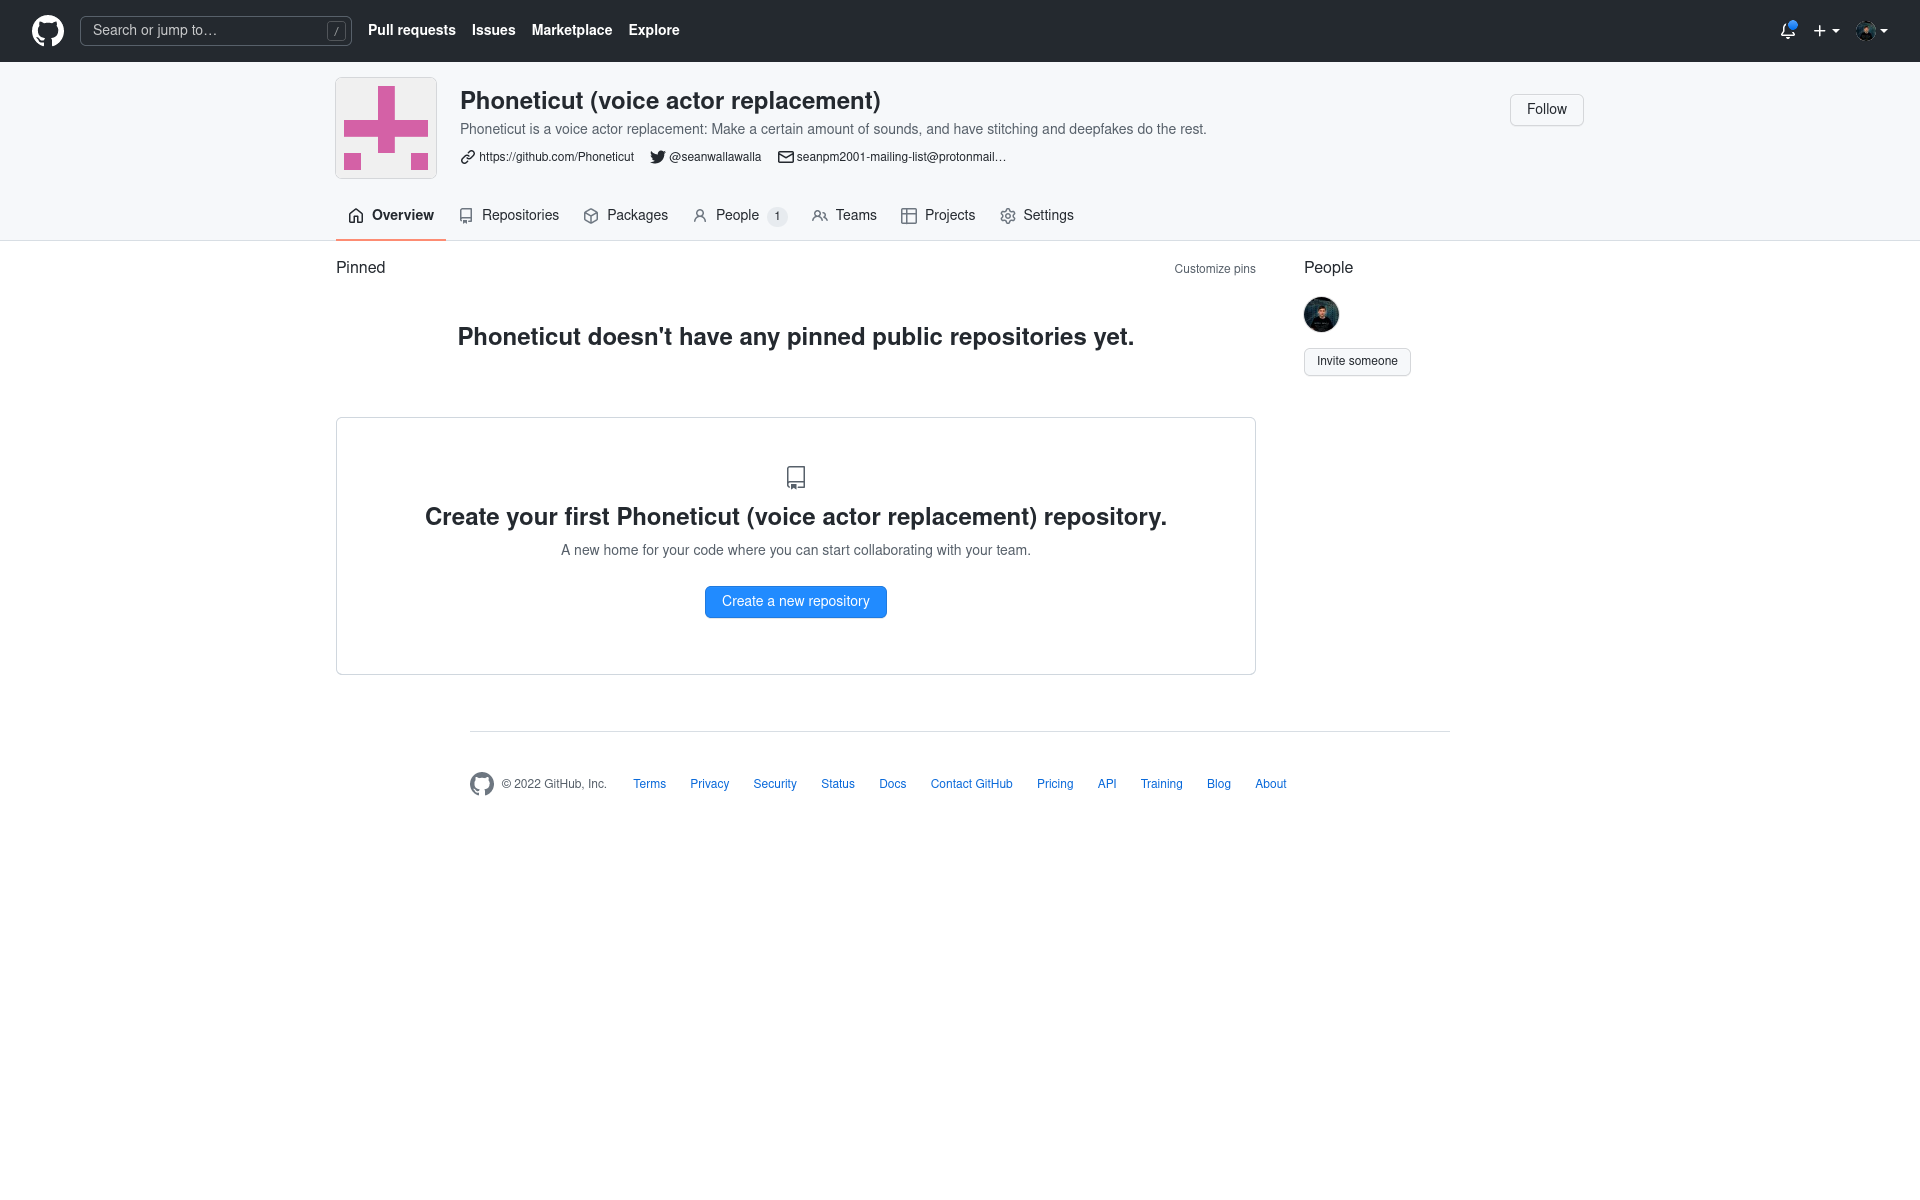 Search or jump to… /
Pull requests
Issues
Marketplace
Explore
Phoneticut (voice actor replacement)
Phoneticut is a voice actor replacement: Make a certain amount of sounds, and have stitching and deepfakes do the rest.
https://github.com/Phoneticut @seanwallawalla seanpm2001-mailing-list@protonmail…
Follow
Overview Repositories Packages People 1 Teams Projects Settings
Pinned
Customize pins
Phoneticut doesn't have any pinned public repositories yet.
Create your first Phoneticut (voice actor replacement) repository.
A new home for your code where you can start collaborating with your team.
Create a new repository
People
Invite someone
© 2022 GitHub, Inc. Terms Privacy Security Status Docs Contact GitHub Pricing API Training Blog About